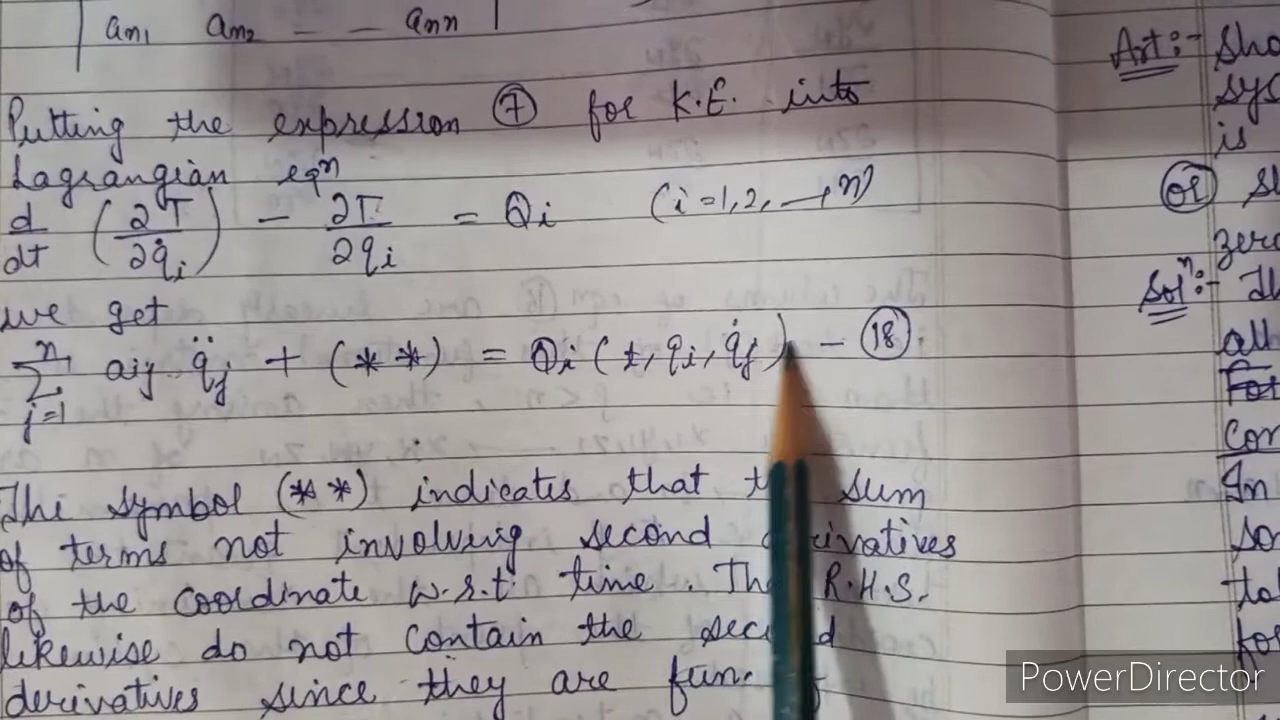 an1 an2 - - ann
Putting the expression ⑦ for K.E. into
Lagrangian eqn
d/dt (∂T/∂q̇i) - ∂T/∂qi = Qi (i=1,2,—,n)
we get
n∑j=1 aij q̈j + (**) = Qi (t, qi, q̇j) - ⑱
The symbol (**) indicates that the sum
of terms not involving second derivatives
of the coordinate w.r.t. time. The R.H.S.
likewise do not contain the second
derivatives since they are fun. of
Art:- Sho
sys
is
or
zero
Soln:- Th
all
For
con
In
so
to
for
PowerDirector